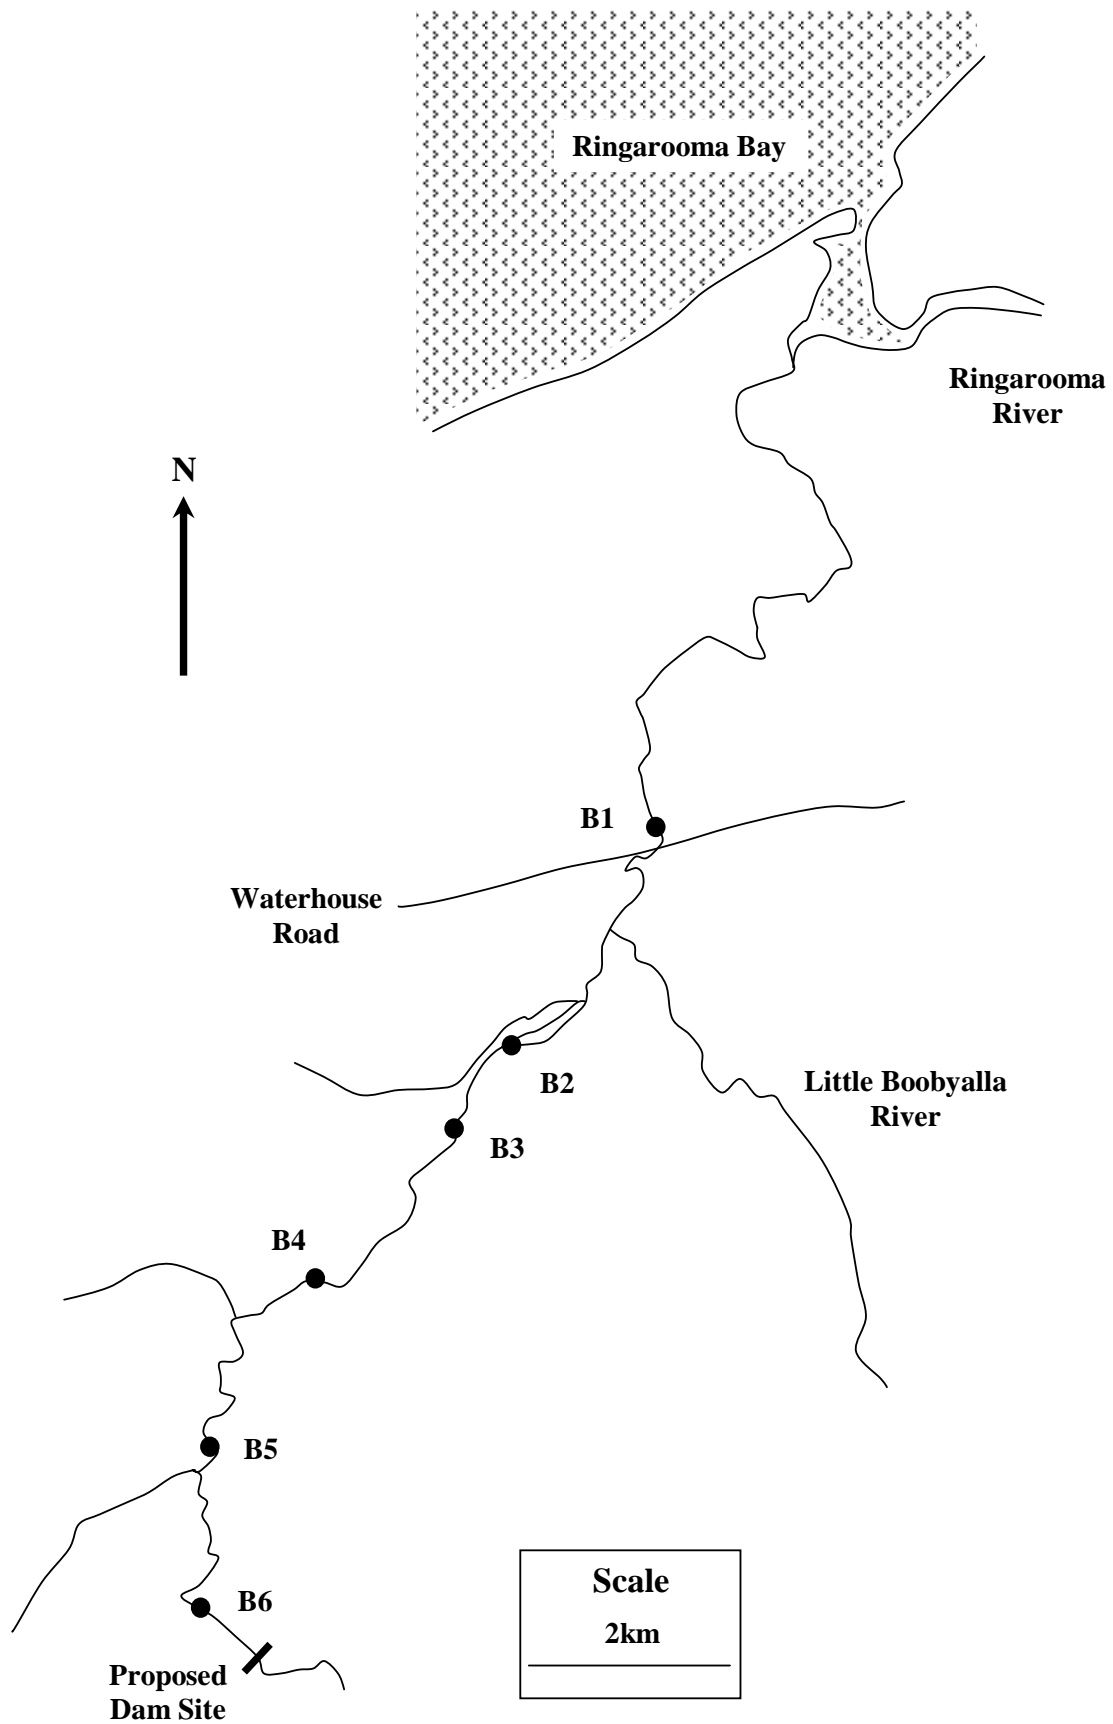 Ringarooma Bay
Ringarooma
River
N
B1
Waterhouse
Road
B2
Little Boobyalla
River
B3
B4
B5
B6
Scale
2km
Proposed
Dam Site